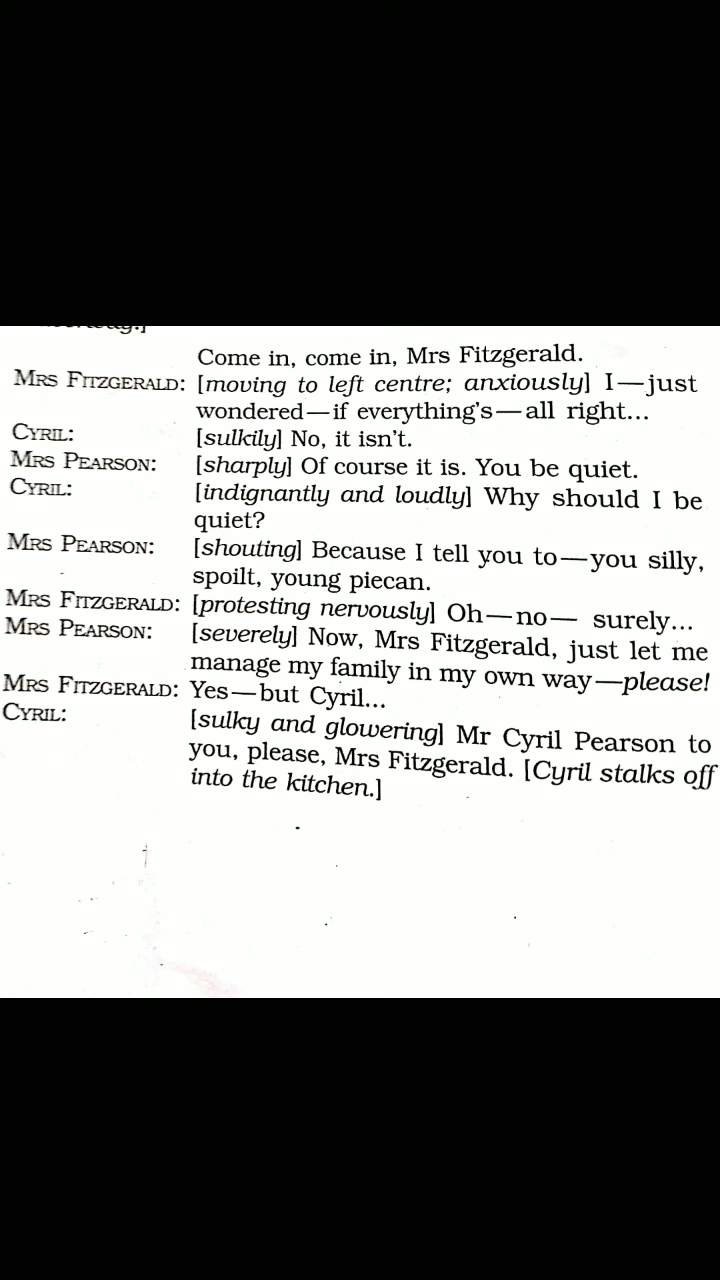 Come in, come in, Mrs Fitzgerald.
MRS FITZGERALD: [moving to left centre; anxiously] I—just
wondered—if everything's—all right...
CYRIL: [sulkily] No, it isn't.
MRS PEARSON: [sharply] Of course it is. You be quiet.
CYRIL: [indignantly and loudly] Why should I be
quiet?
MRS PEARSON: [shouting] Because I tell you to—you silly,
spoilt, young piecan.
MRS FITZGERALD: [protesting nervously] Oh—no— surely...
MRS PEARSON: [severely] Now, Mrs Fitzgerald, just let me
manage my family in my own way—please!
MRS FITZGERALD: Yes—but Cyril...
CYRIL: [sulky and glowering] Mr Cyril Pearson to
you, please, Mrs Fitzgerald. [Cyril stalks off
into the kitchen.]